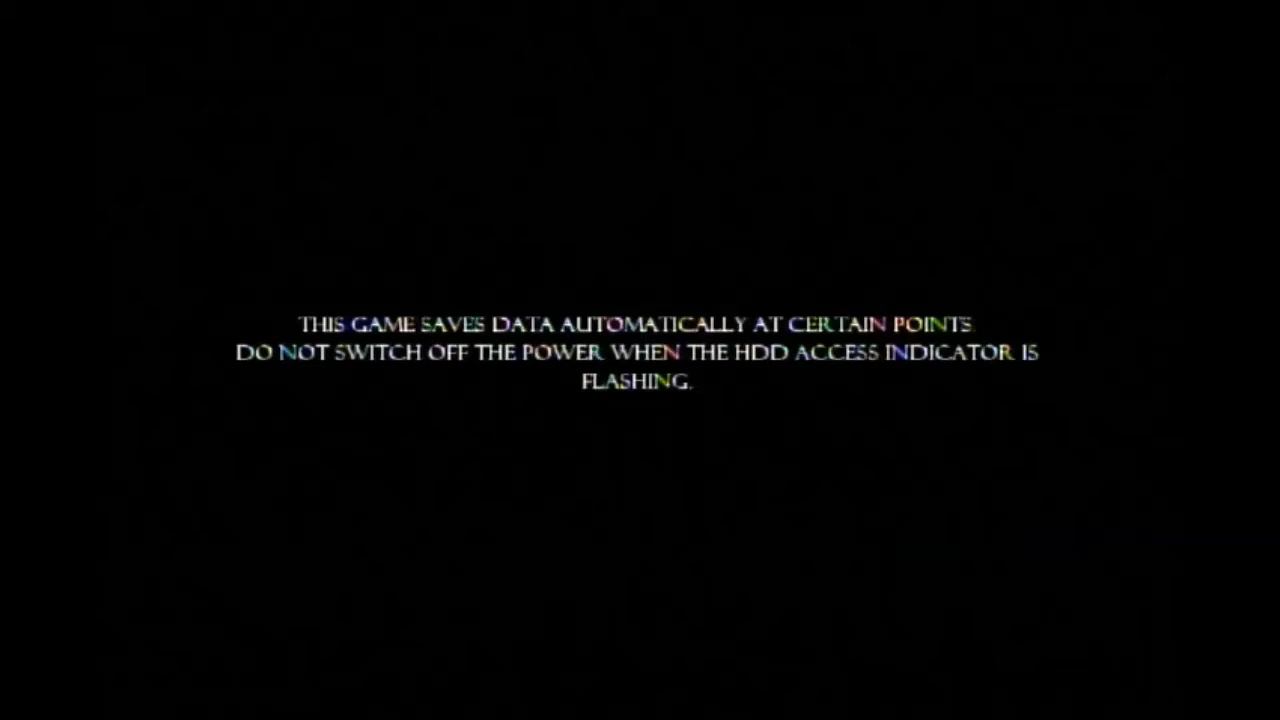 THIS GAME SAVES DATA AUTOMATICALLY AT CERTAIN POINTS
DO NOT SWITCH OFF THE POWER WHEN THE HDD ACCESS INDICATOR IS
FLASHING.